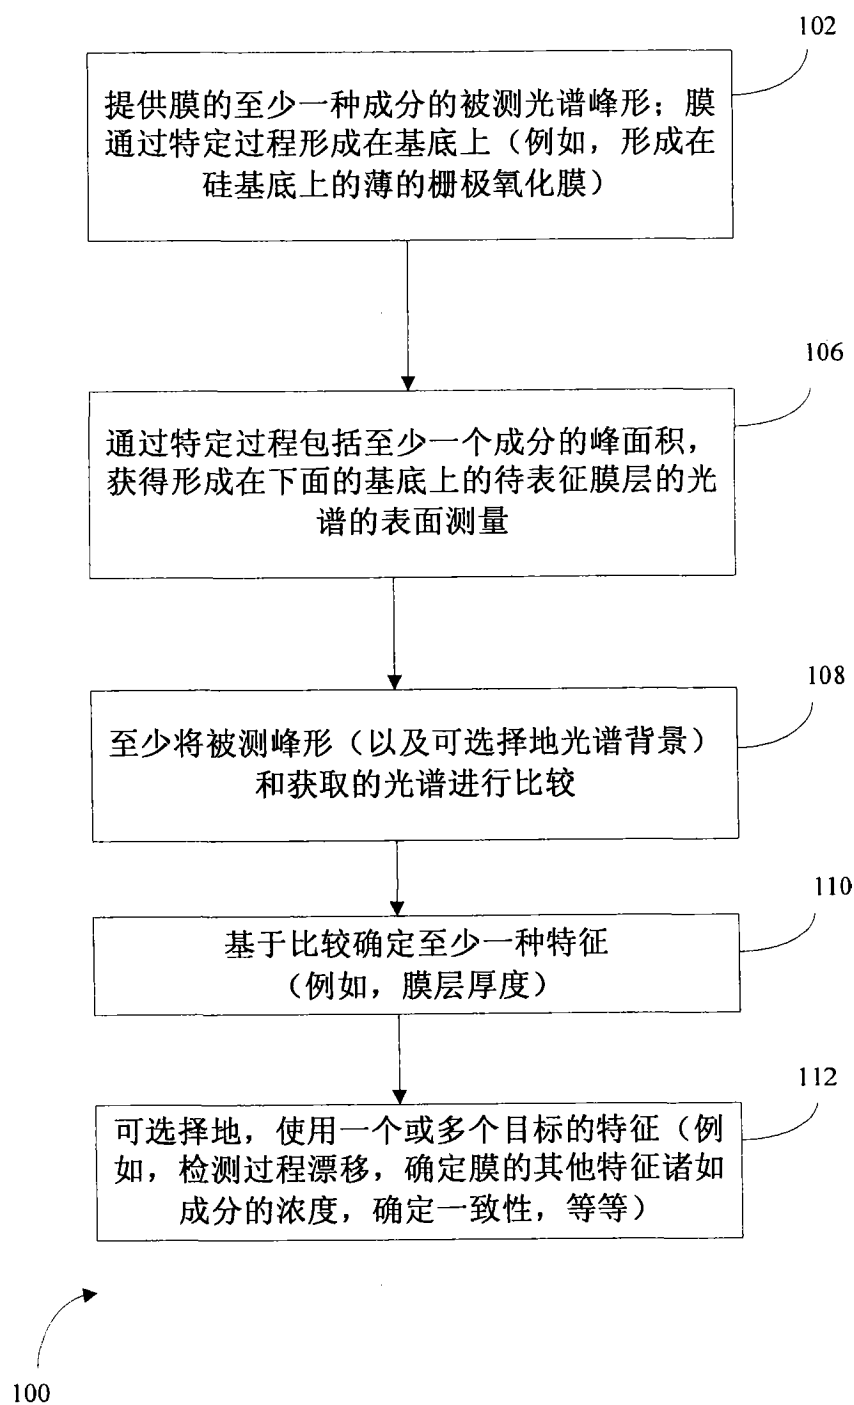 102
提供膜的至少一种成分的被测光谱峰形；膜
通过特定过程形成在基底上（例如，形成在
硅基底上的薄的栅极氧化膜）
106
通过特定过程包括至少一个成分的峰面积，
获得形成在下面的基底上的待表征膜层的光
谱的表面测量
108
至少将被测峰形（以及可选择地光谱背景）
和获取的光谱进行比较
110
基于比较确定至少一种特征
（例如，膜层厚度）
112
可选择地，使用一个或多个目标的特征（例
如，检测过程漂移，确定膜的其他特征诸如
成分的浓度，确定一致性，等等）
100